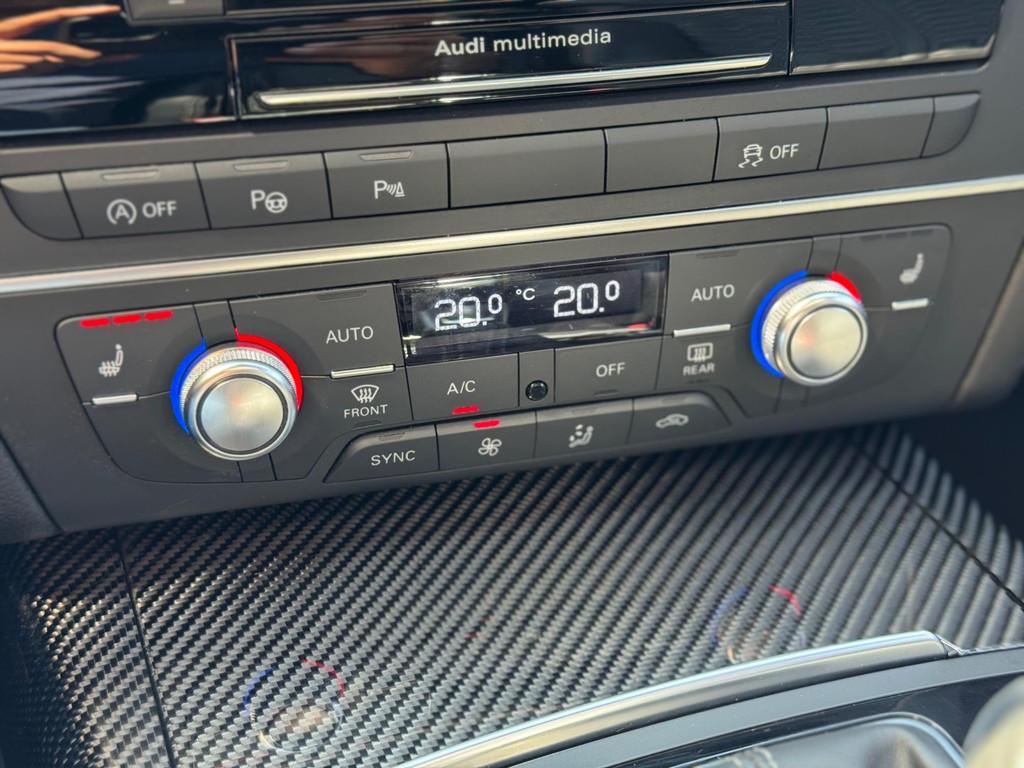 Audi multimedia
A OFF
P
P
OFF
20.0 °C 20.0
AUTO
AUTO
FRONT
A/C
OFF
REAR
SYNC